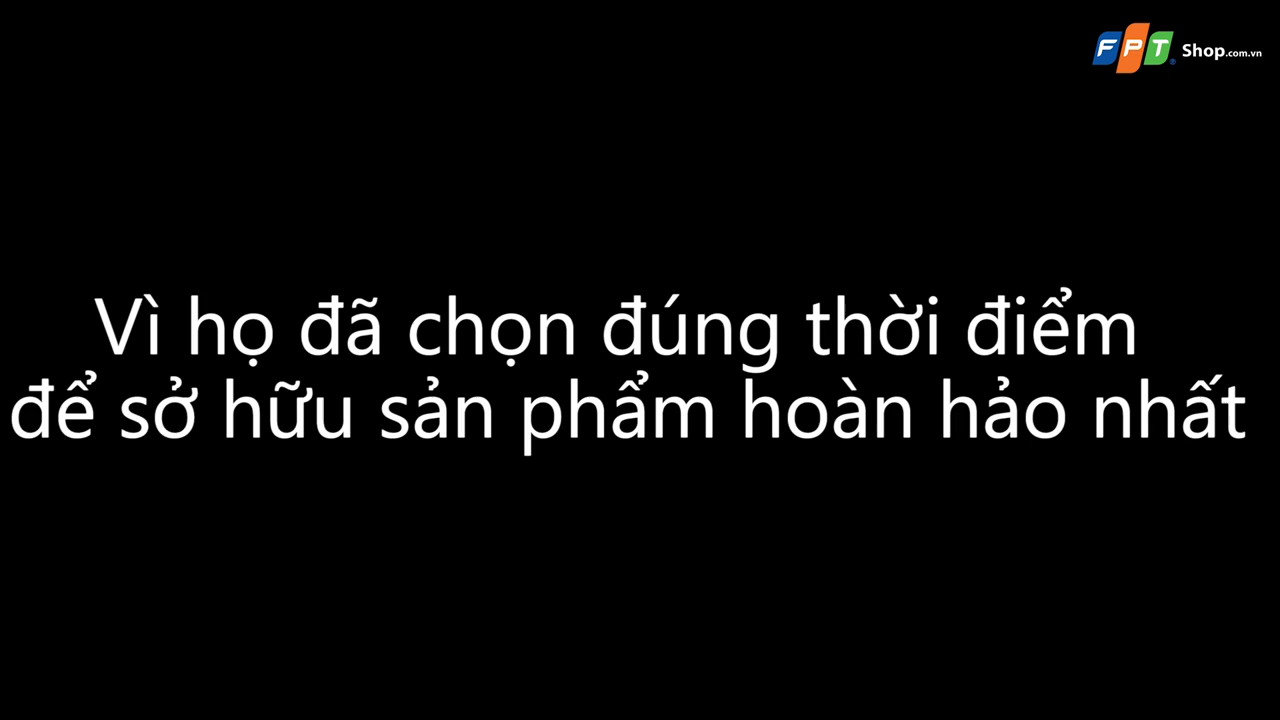 FPT Shop.com.vn
Vì họ đã chọn đúng thời điểm
để sở hữu sản phẩm hoàn hảo nhất